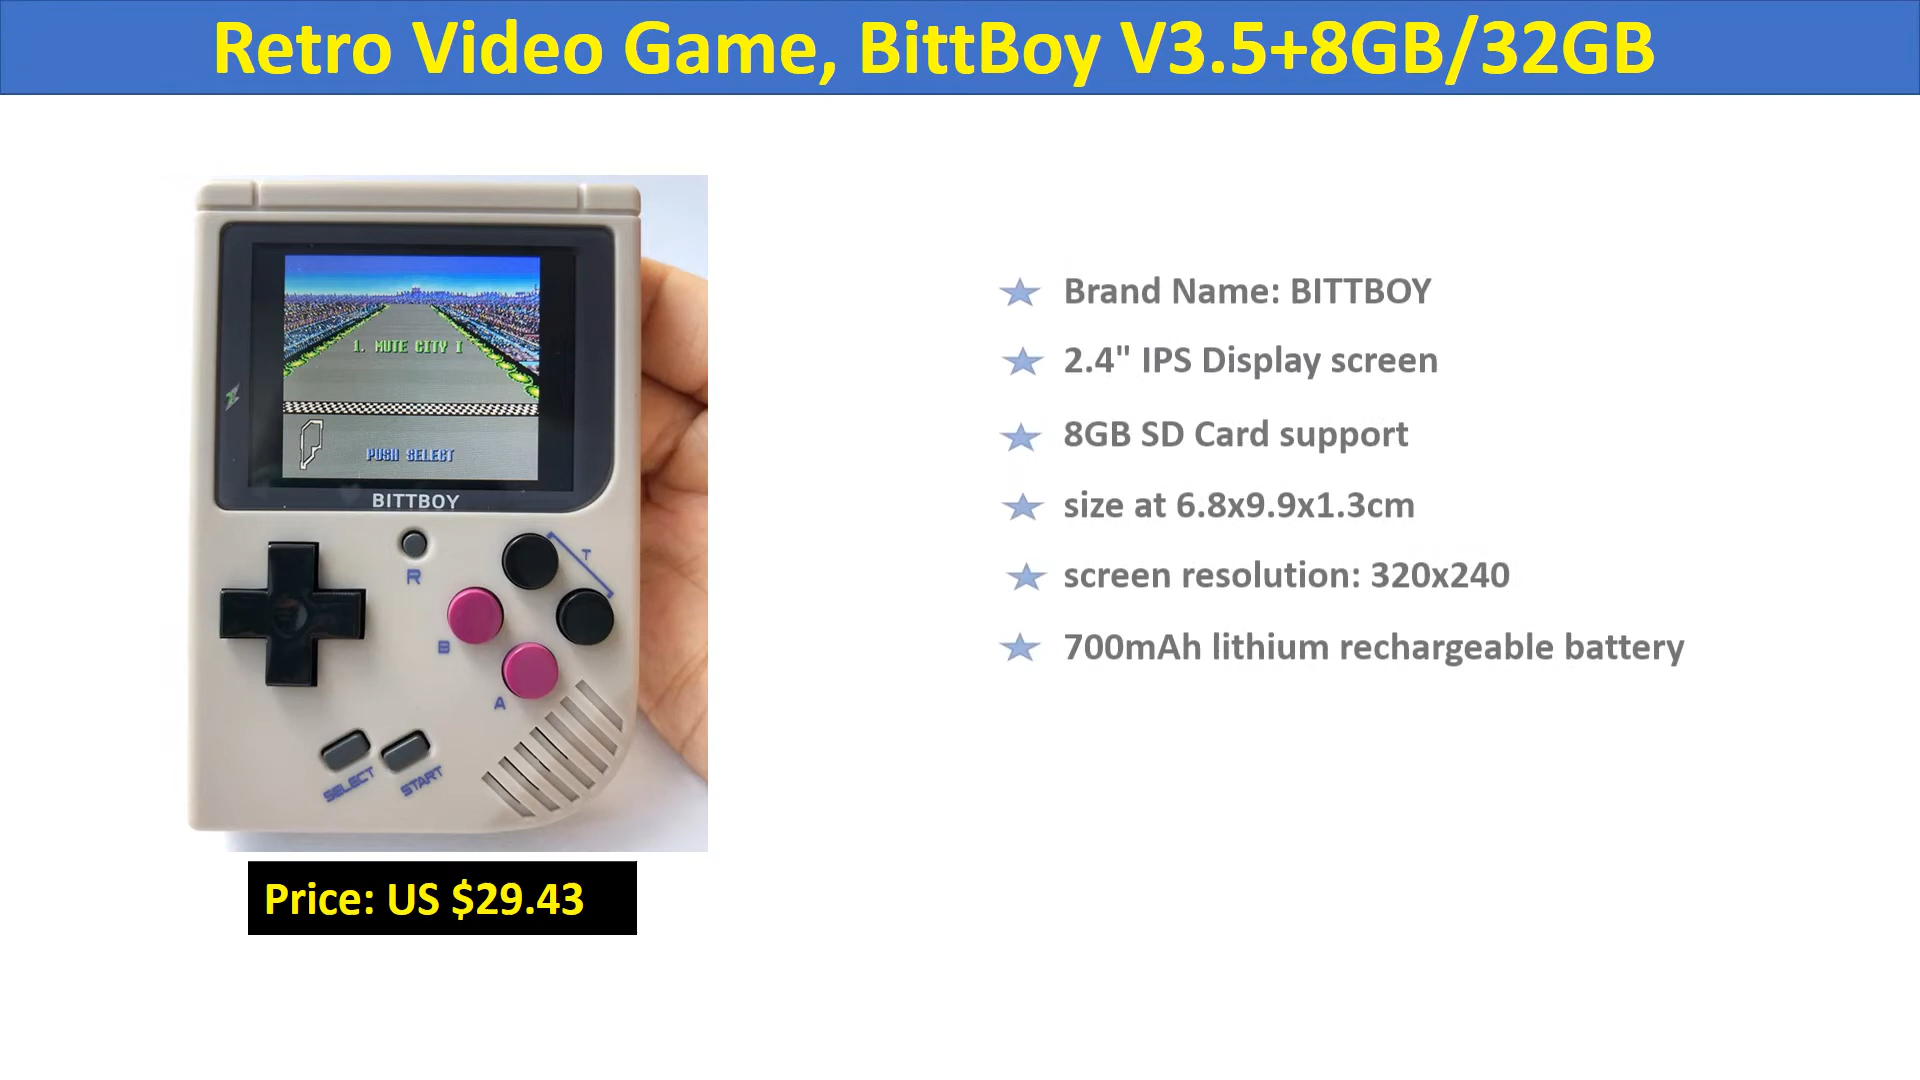 Retro Video Game, BittBoy V3.5+8GB/32GB
1. MUTE CITY I
PUSH SELECT
BITTBOY
R
T
B
A
SELECT
START
Price: US $29.43
Brand Name: BITTBOY
2.4" IPS Display screen
8GB SD Card support
size at 6.8x9.9x1.3cm
screen resolution: 320x240
700mAh lithium rechargeable battery